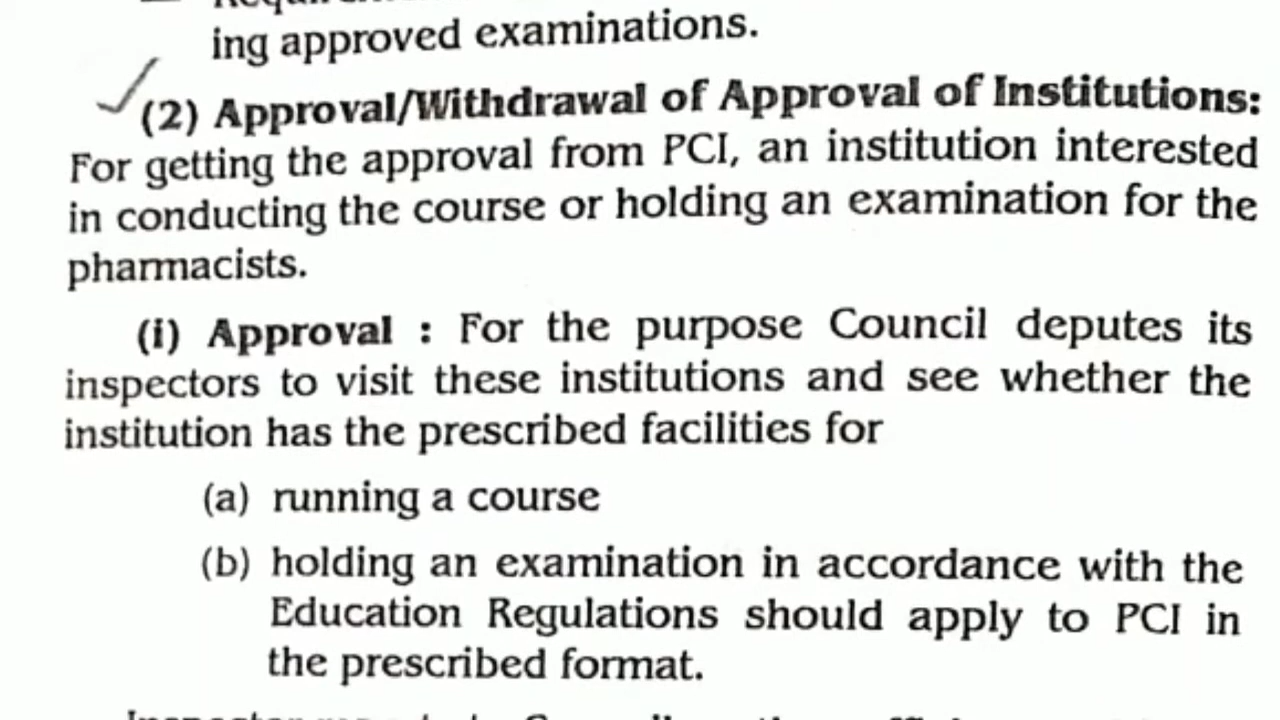 ing approved examinations.
(2) Approval/Withdrawal of Approval of Institutions:
For getting the approval from PCI, an institution interested
in conducting the course or holding an examination for the
pharmacists.
(i) Approval : For the purpose Council deputes its
inspectors to visit these institutions and see whether the
institution has the prescribed facilities for
(a) running a course
(b) holding an examination in accordance with the
Education Regulations should apply to PCI in
the prescribed format.